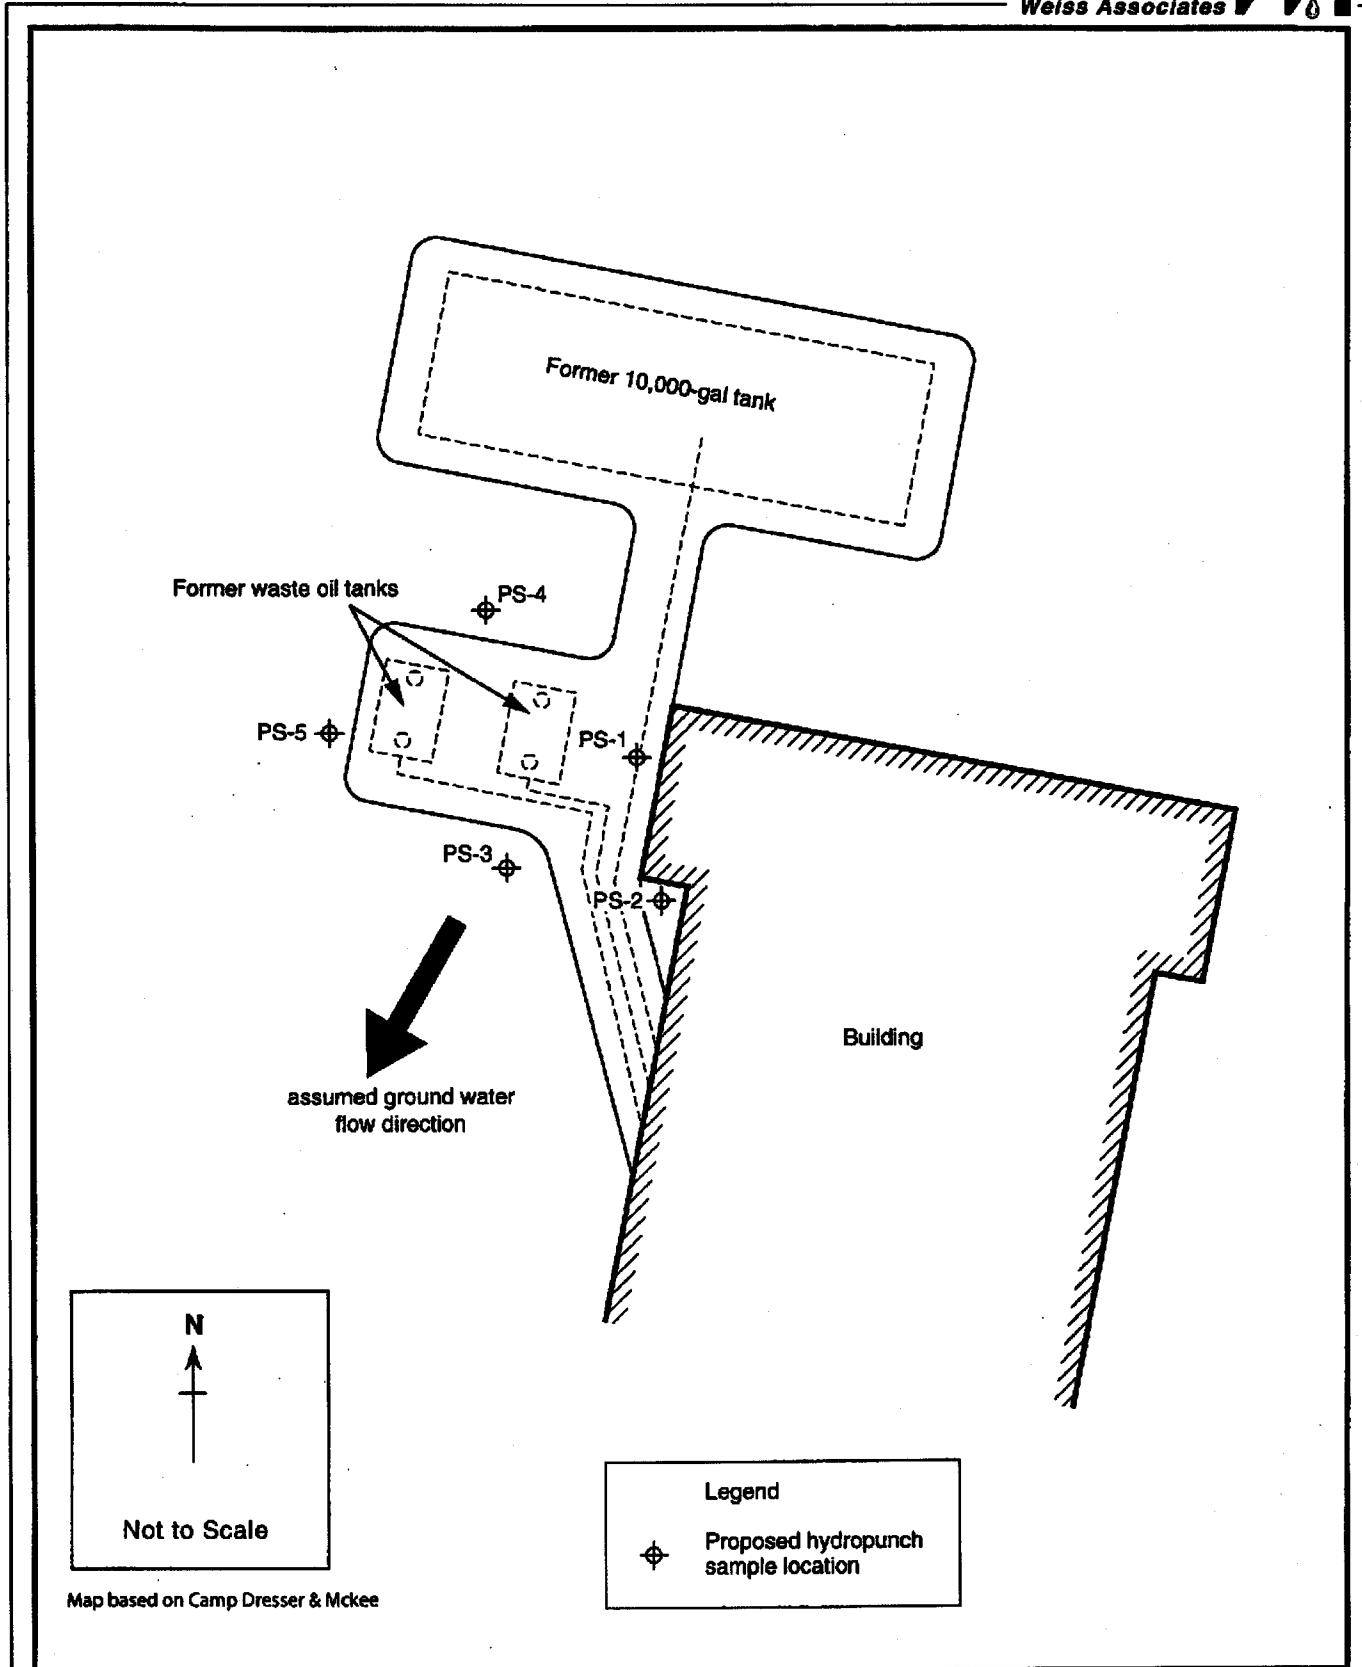 Weiss Associates
Former 10,000-gal tank
Former waste oil tanks
PS-4
PS-5
PS-1
PS-3
PS-2
Building
assumed ground water
flow direction
N
Not to Scale
Legend
Proposed hydropunch
sample location
Map based on Camp Dresser & Mckee